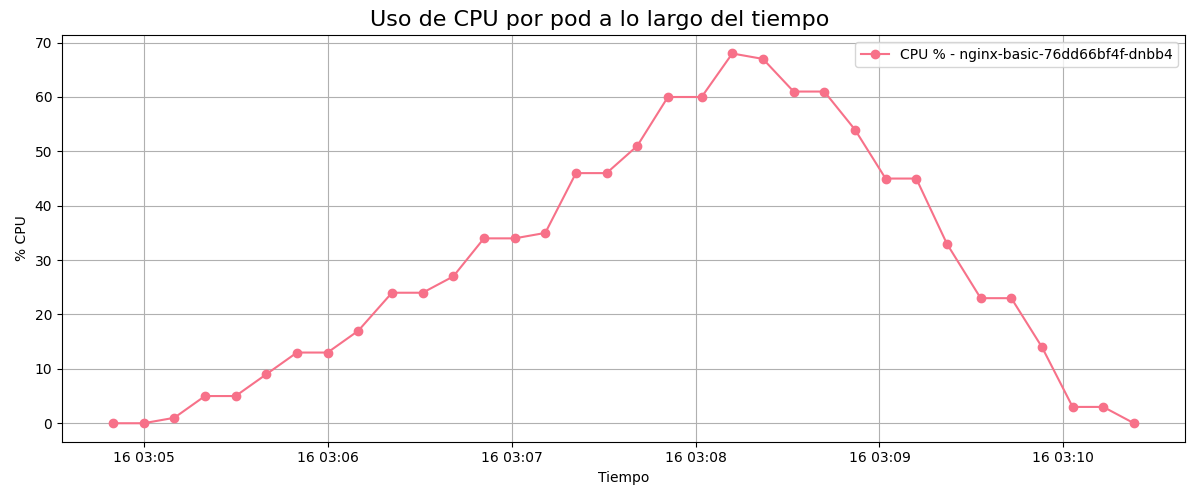 Uso de CPU por pod a lo largo del tiempo
CPU % - nginx-basic-76dd66bf4f-dnbb4
% CPU
70
60
50
40
30
20
10
0
16 03:05 16 03:06 16 03:07 16 03:08 16 03:09 16 03:10
Tiempo